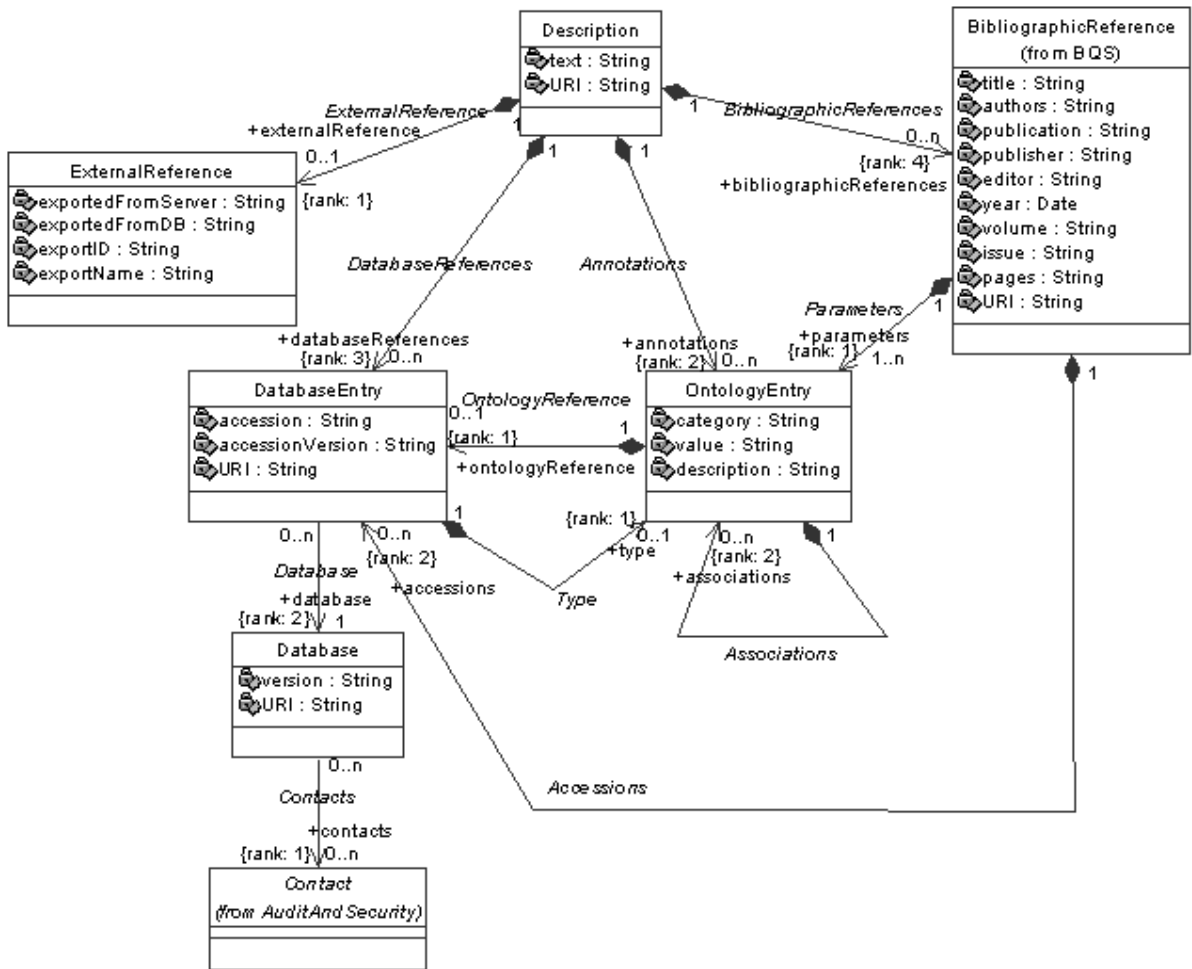 Description
text : String
URI : String
BibliographicReference
(from BQS)
title : String
authors : String
publication : String
publisher : String
editor : String
year : Date
volume : String
issue : String
pages : String
URI : String
ExternalReference
1
+externalReference
0..1
{rank: 1}
1
BibliographicReferences
0..n
{rank: 4}
+bibliographicReferences
ExternalReference
exportedFromServer : String
exportedFromDB : String
exportID : String
exportName : String
1
DatabaseReferences
+databaseReferences
{rank: 3}
0..n
1
Annotations
+annotations
{rank: 2}
0..n
1
Parameters
+parameters
{rank: 1}
1..n
1
DatabaseEntry
accession : String
accessionVersion : String
URI : String
OntologyReference
0..1
1
{rank: 1}
+ontologyReference
OntologyEntry
category : String
value : String
description : String
0..n
Database
+database
{rank: 2}
1
0..n
{rank: 2}
+accessions
1
{rank: 1}
0..1
+type
Type
0..n
{rank: 2}
+associations
1
Associations
Database
version : String
URI : String
0..n
Contacts
+contacts
{rank: 1}
0..n
Accessions
Contact
(from AuditAndSecurity)